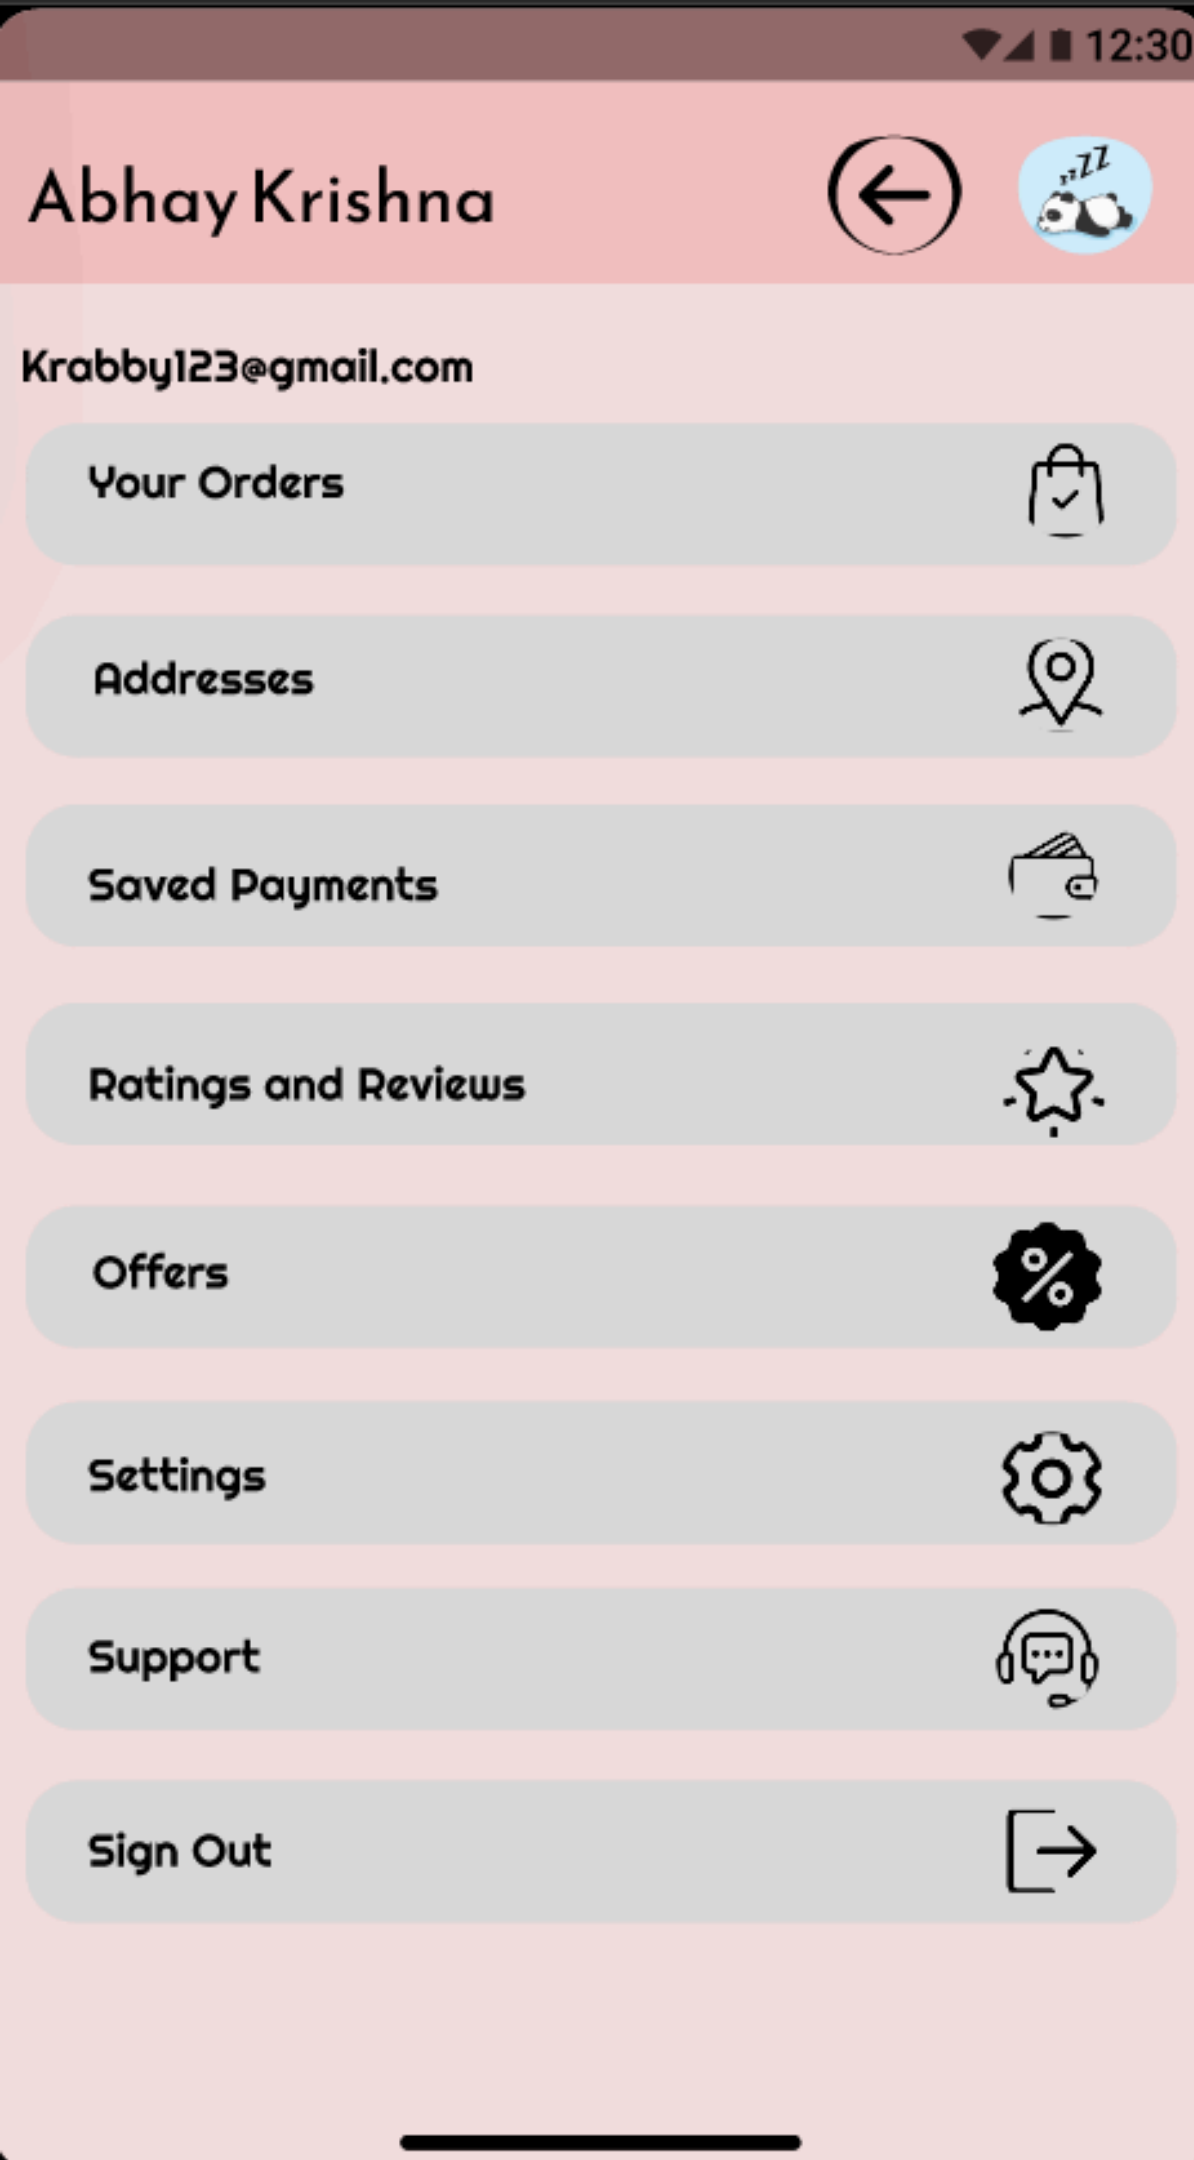 12:30
Abhay Krishna
zzZZ
Krabby123@gmail.com
Your Orders
Addresses
Saved Payments
Ratings and Reviews
Offers
%
Settings
Support
Sign Out